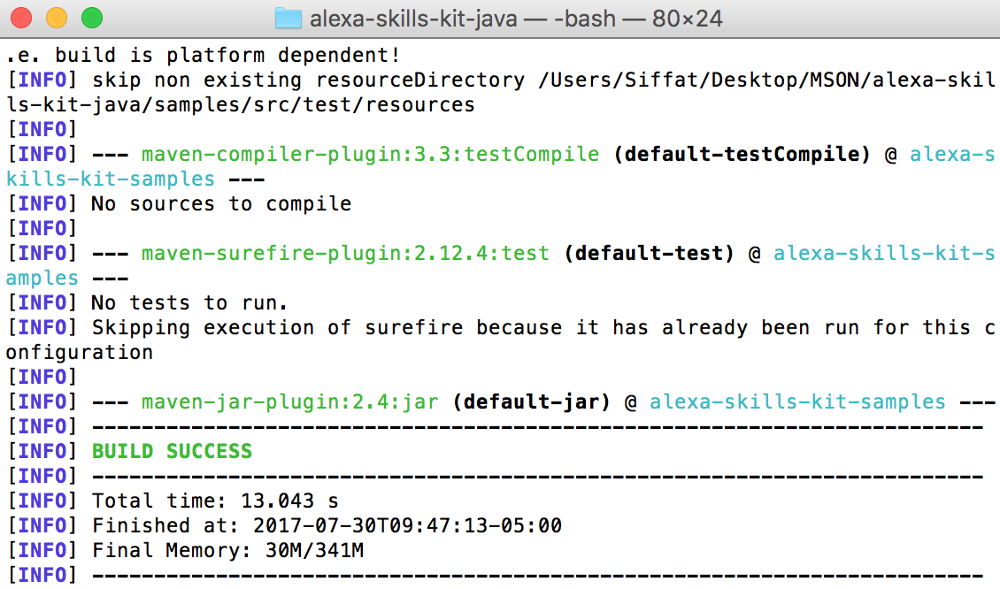 alexa-skills-kit-java — -bash — 80×24
.e. build is platform dependent!
[INFO] skip non existing resourceDirectory /Users/Siffat/Desktop/MSON/alexa-skil
ls-kit-java/samples/src/test/resources
[INFO]
[INFO] --- maven-compiler-plugin:3.3:testCompile (default-testCompile) @ alexa-s
kills-kit-samples ---
[INFO] No sources to compile
[INFO]
[INFO] --- maven-surefire-plugin:2.12.4:test (default-test) @ alexa-skills-kit-s
amples ---
[INFO] No tests to run.
[INFO] Skipping execution of surefire because it has already been run for this c
onfiguration
[INFO]
[INFO] --- maven-jar-plugin:2.4:jar (default-jar) @ alexa-skills-kit-samples ---
[INFO] ------------------------------------------------------------------------
[INFO] BUILD SUCCESS
[INFO] ------------------------------------------------------------------------
[INFO] Total time: 13.043 s
[INFO] Finished at: 2017-07-30T09:47:13-05:00
[INFO] Final Memory: 30M/341M
[INFO] ------------------------------------------------------------------------